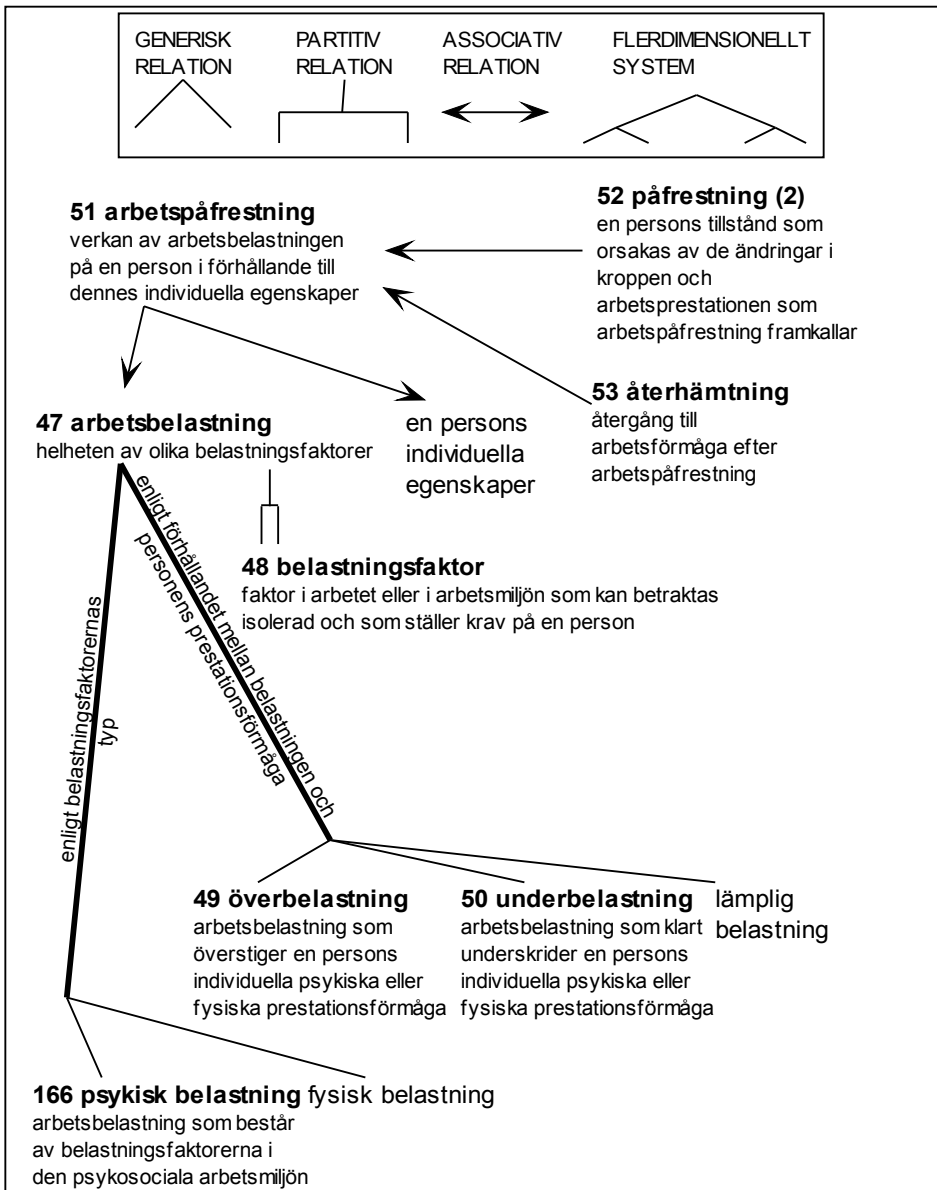 GENERISK
RELATION
PARTITIV
RELATION
ASSOCIATIV
RELATION
FLERDIMENSIONELLT
SYSTEM
51 arbetspåfrestning
verkan av arbetsbelastningen
på en person i förhållande till
dennes individuella egenskaper
52 påfrestning (2)
en persons tillstånd som
orsakas av de ändringar i
kroppen och
arbetsprestationen som
arbetspåfrestning framkallar
53 återhämtning
återgång till
arbetsförmåga efter
arbetspåfrestning
47 arbetsbelastning
helheten av olika belastningsfaktorer
en persons
individuella
egenskaper
48 belastningsfaktor
faktor i arbetet eller i arbetsmiljön som kan betraktas
isolerad och som ställer krav på en person
enligt belastningsfaktorernas
typ
enligt förhållandet mellan belastningen och
personens prestationsförmåga
49 överbelastning
arbetsbelastning som
överstiger en persons
individuella psykiska eller
fysiska prestationsförmåga
50 underbelastning
arbetsbelastning som klart
underskrider en persons
individuella psykiska eller
fysiska prestationsförmåga
lämplig
belastning
166 psykisk belastning
arbetsbelastning som består
av belastningsfaktorerna i
den psykosociala arbetsmiljön
fysisk belastning